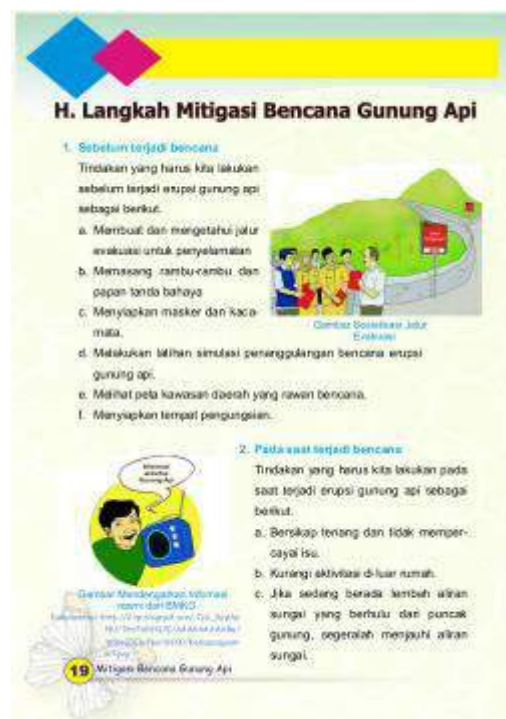 H. Langkah Mitigasi Bencana Gunung Api
1. Sebelum terjadi bencana
Tindakan yang harus kita lakukan
sebelum terjadi erupsi gunung api
sebagai berikut.
a. Membuat dan mengetahui jalur
evakuasi untuk penyelamatan
b. Memasang rambu-rambu dan
papan tanda bahaya
c. Menyiapkan masker dan kaca-
mata.
Gambar Sosialisasi Jalur
Evakuasi
d. Melakukan latihan simulasi penanggulangan bencana erupsi
gunung api.
e. Melihat peta kawasan daerah yang rawan bencana.
f. Menyiapkan tempat pengungsian.
Informasi
aktivitas
Gunung Api
Gambar Mendengarkan Informasi
resmi dari BMKG
2. Pada saat terjadi bencana
Tindakan yang harus kita lakukan pada
saat terjadi erupsi gunung api sebagai
berikut.
a. Bersikap tenang dan tidak memper-
cayai isu.
b. Kurangi aktivitas di luar rumah.
c. Jika sedang berada lembah aliran
sungai yang berhulu dari puncak
gunung, segeralah menjauhi aliran
sungai.
19 Mitigasi Bencana Gunung Api